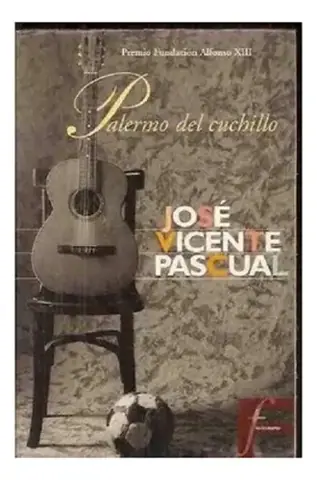 Premio Fundación Alfonso XIII
Palermo del cuchillo
JOSÉ
VICENTE
PASCUAL
f